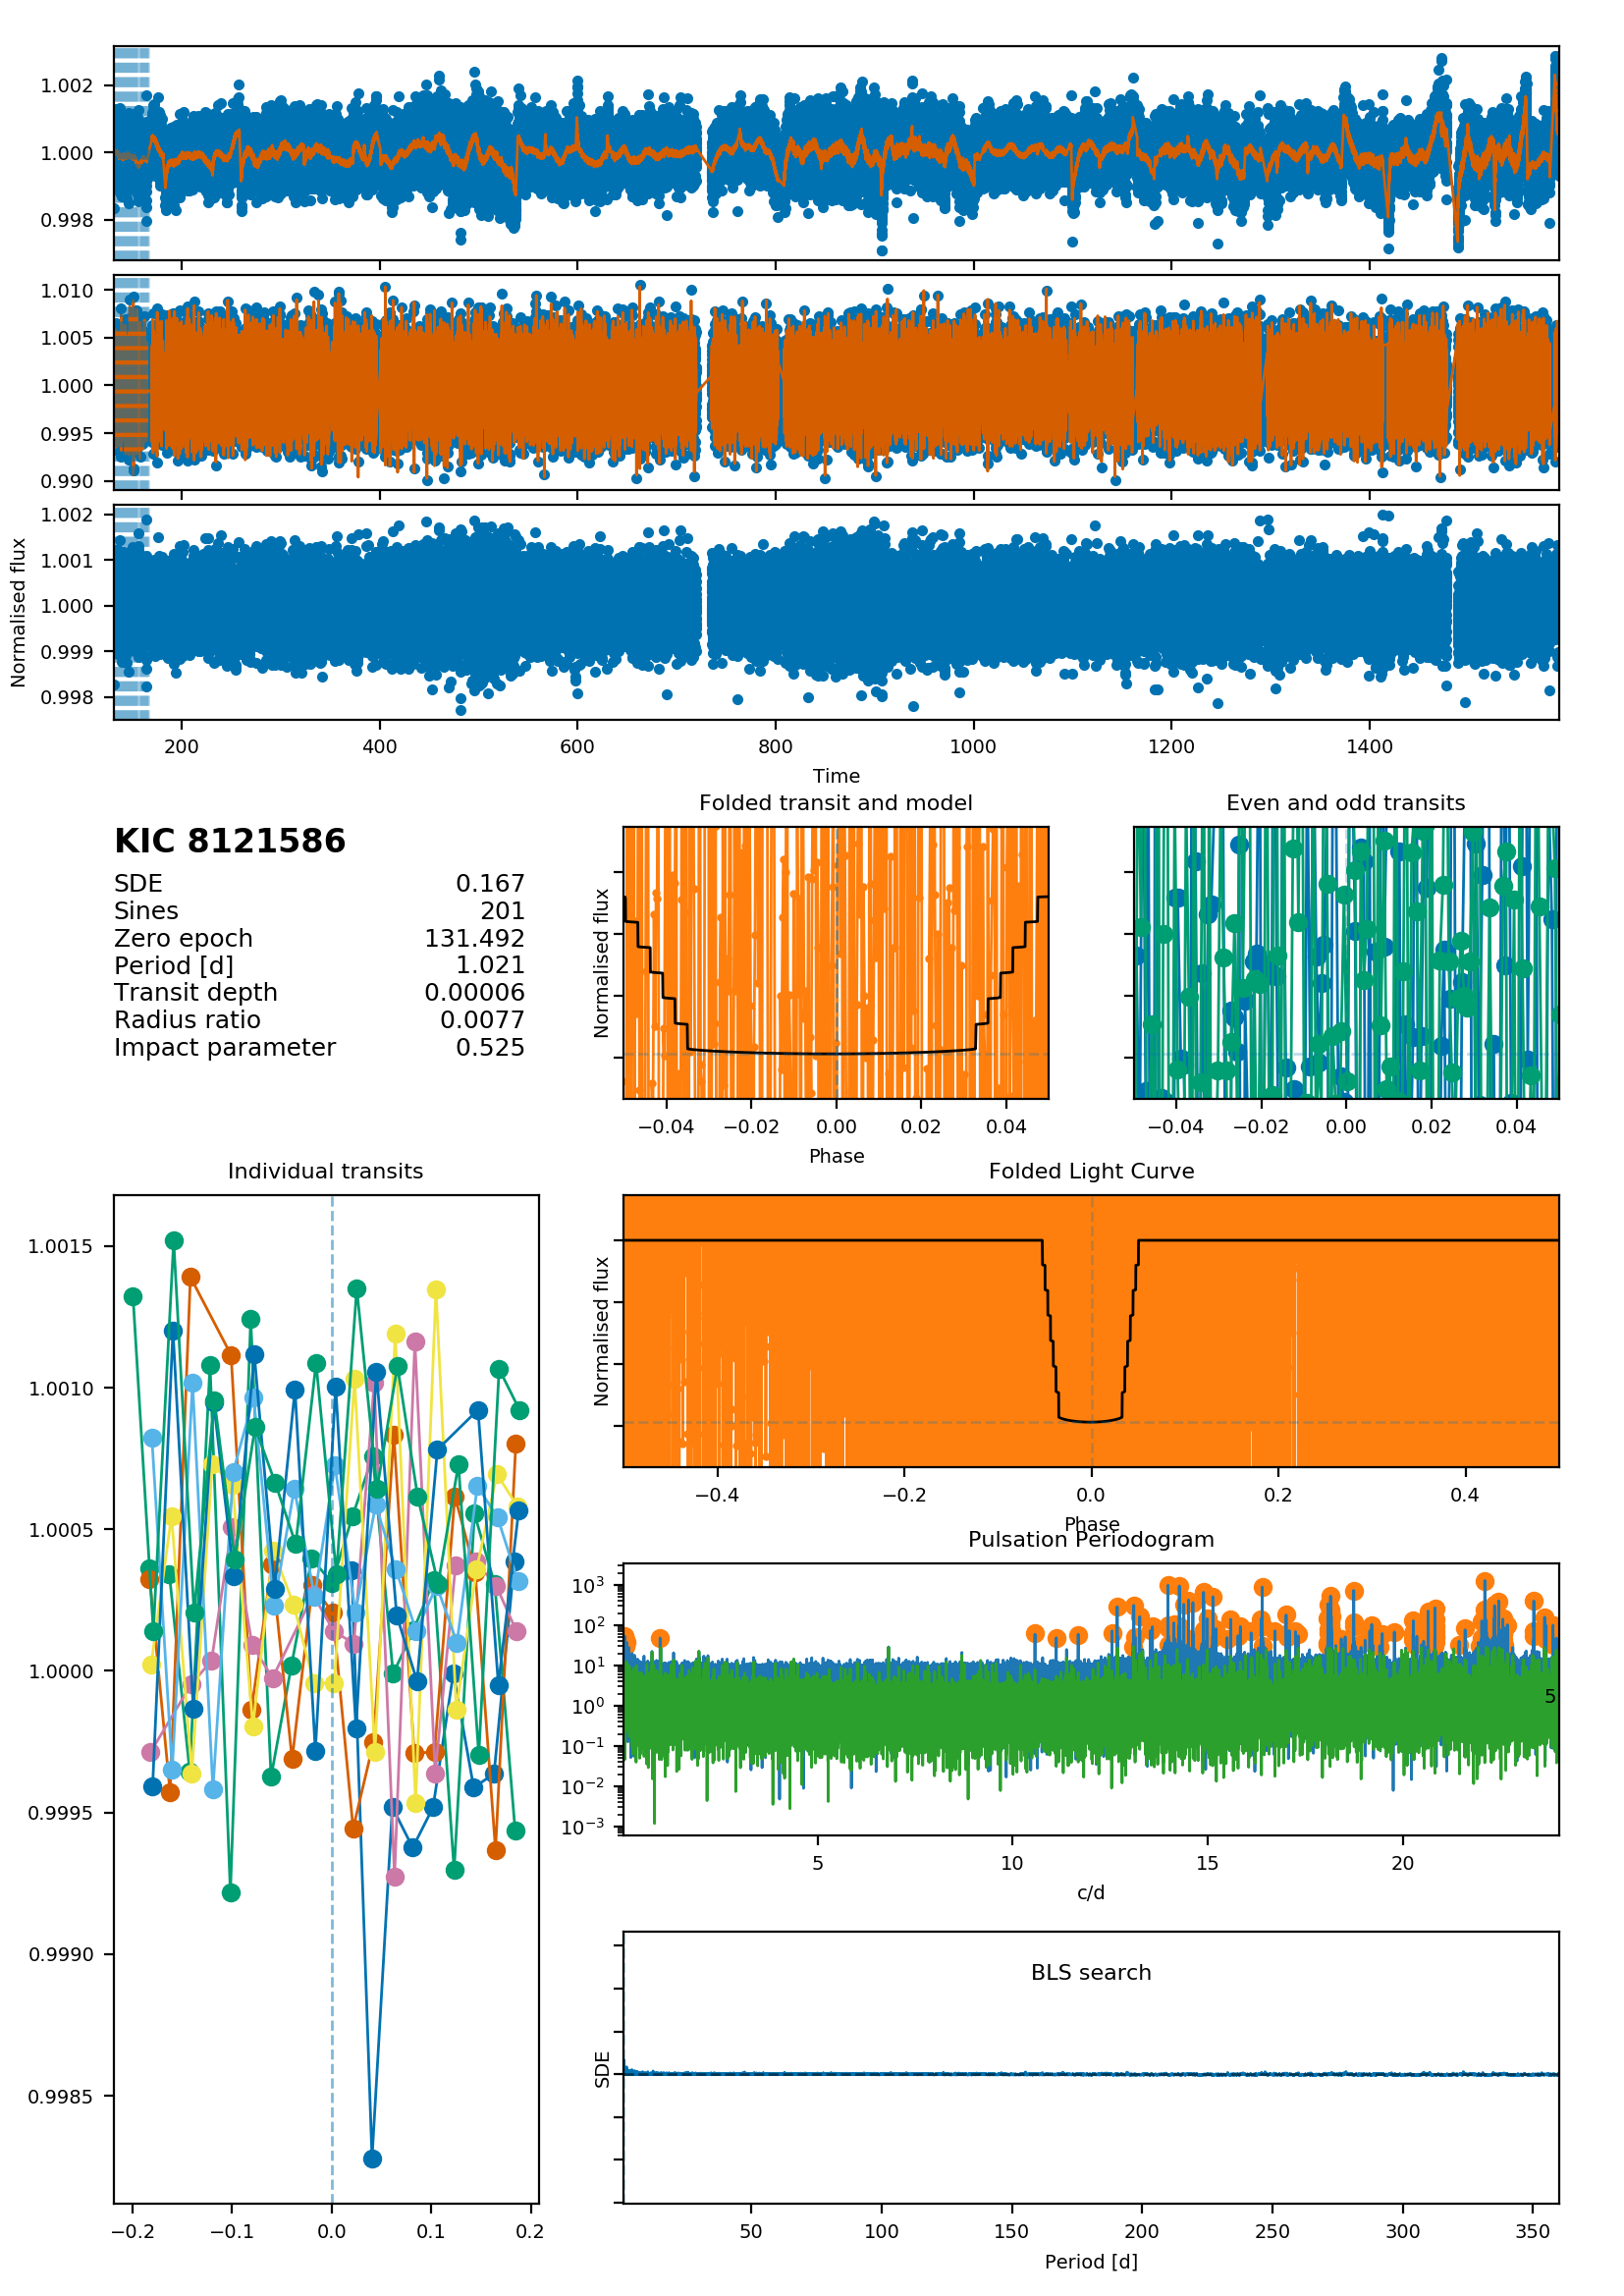 1.002
1.000
0.998
1.010
1.005
1.000
0.995
0.990
1.002
1.001
1.000
0.999
0.998
Normalised flux
200 400 600 800 1000 1200 1400
Time
KIC 8121586
SDE 0.167
Sines 201
Zero epoch 131.492
Period [d] 1.021
Transit depth 0.00006
Radius ratio 0.0077
Impact parameter 0.525
Folded transit and model
Normalised flux
−0.04 −0.02 0.00 0.02 0.04
Phase
Even and odd transits
−0.04 −0.02 0.00 0.02 0.04
Individual transits
1.0015
1.0010
1.0005
1.0000
0.9995
0.9990
0.9985
−0.2 −0.1 0.0 0.1 0.2
Folded Light Curve
Normalised flux
−0.4 −0.2 0.0 0.2 0.4
Phase
Pulsation Periodogram
10³
10²
10¹
10⁰
10⁻¹
10⁻²
10⁻³
5
5 10 15 20
c/d
BLS search
SDE
50 100 150 200 250 300 350
Period [d]